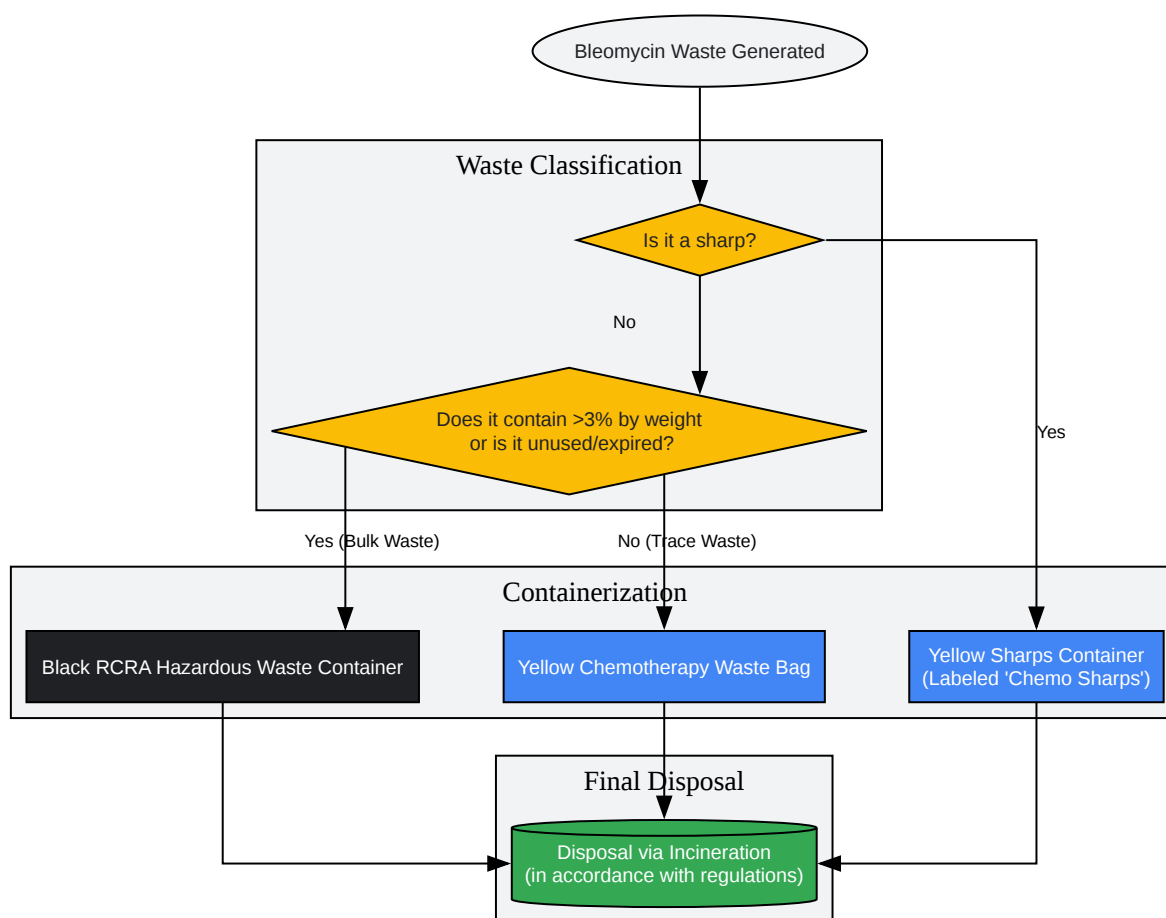 Bleomycin Waste Generated
Waste Classification
Is it a sharp?
No
Does it contain >3% by weight
or is it unused/expired?
Yes
Yes (Bulk Waste)
No (Trace Waste)
Containerization
Black RCRA Hazardous Waste Container
Yellow Chemotherapy Waste Bag
Yellow Sharps Container
(Labeled 'Chemo Sharps')
Final Disposal
Disposal via Incineration
(in accordance with regulations)